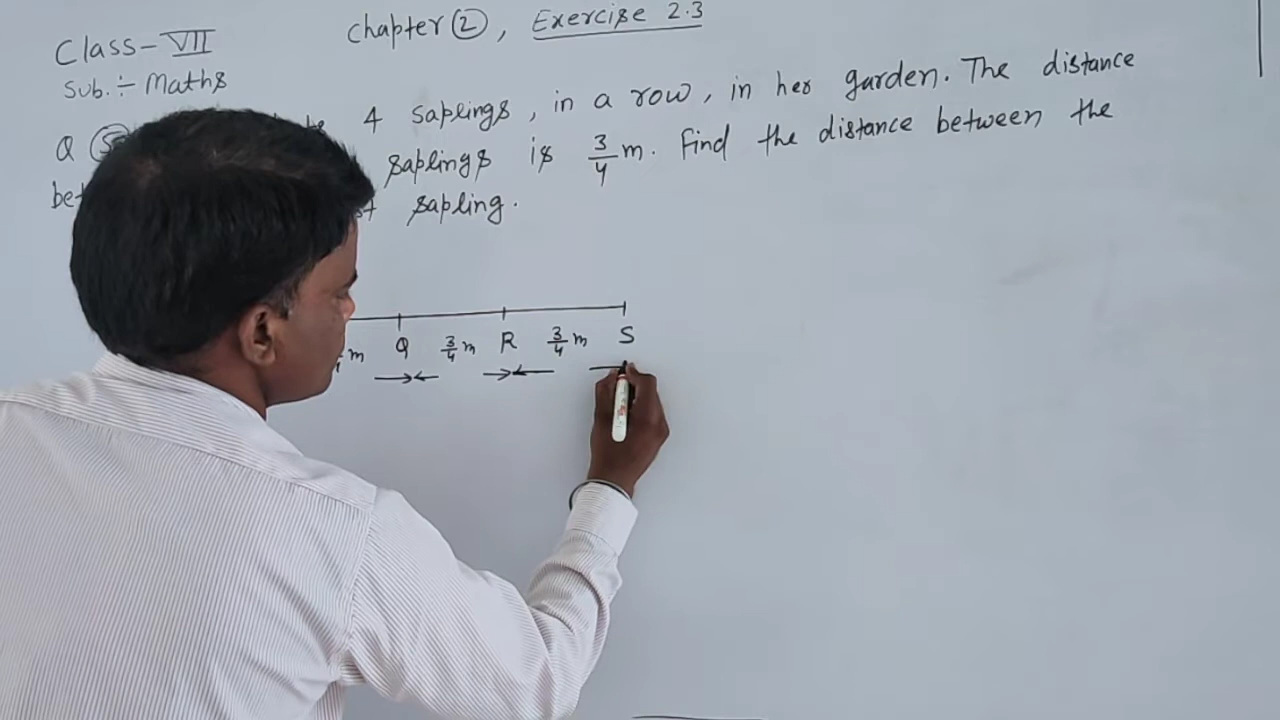 Chapter 2, Exercise 2.3
Class-VII
Sub. :- Maths
Q 4 saplings, in a row, in her garden. The distance
saplings is 3/4 m. Find the distance between the
sapling.
m Q 3/4 m R 3/4 m S